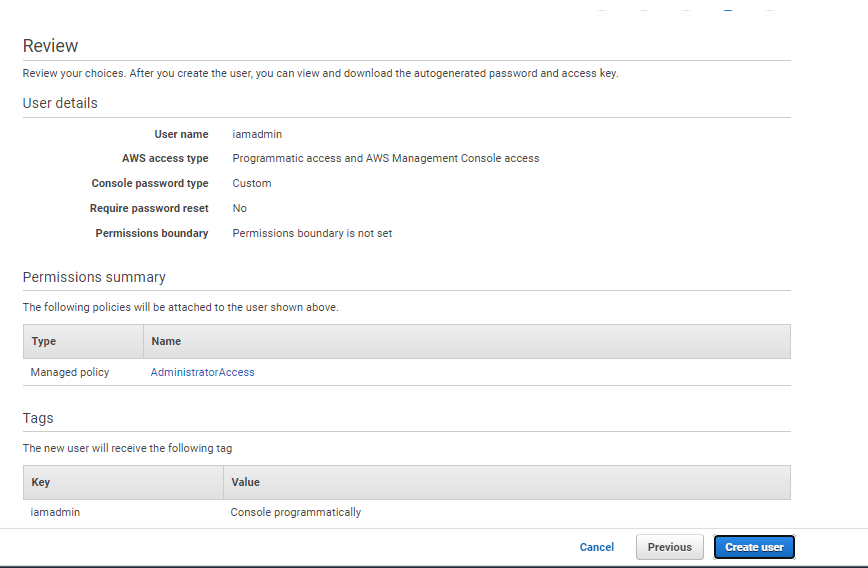 Review
Review your choices. After you create the user, you can view and download the autogenerated password and access key.
User details
User name iamadmin
AWS access type Programmatic access and AWS Management Console access
Console password type Custom
Require password reset No
Permissions boundary Permissions boundary is not set
Permissions summary
The following policies will be attached to the user shown above.
Type Name
Managed policy AdministratorAccess
Tags
The new user will receive the following tag
Key Value
iamadmin Console programmatically
Cancel Previous Create user